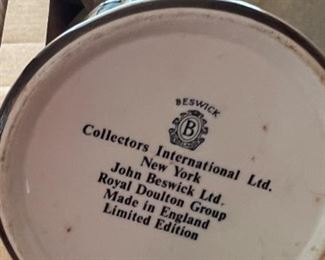 BESWICK
B
Collectors International Ltd.
New York
John Beswick Ltd.
Royal Doulton Group
Made in England
Limited Edition